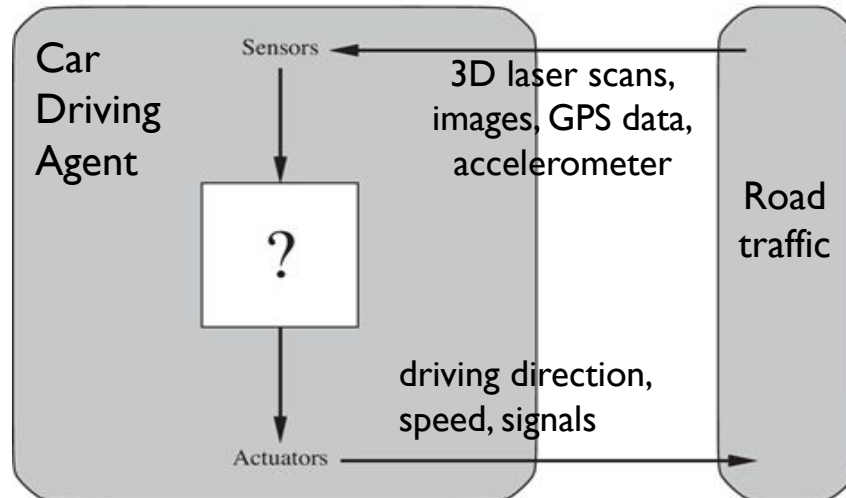 Car
Driving
Agent
Sensors
3D laser scans,
images, GPS data,
accelerometer
Road
traffic
?
driving direction,
speed, signals
Actuators